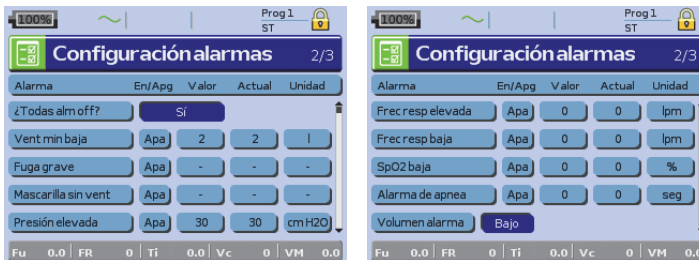 100%
Prog 1
ST
Configuración alarmas 2/3
Alarma En/Apg Valor Actual Unidad
¿Todas alm off? Sí
Vent min baja Apa 2 2 l
Fuga grave Apa - -
Mascarilla sin vent Apa - -
Presión elevada Apa 30 30 cmH2O
Fu 0.0 FR 0 Ti 0.0 Vc 0 VM 0.0
100%
Prog 1
ST
Configuración alarmas 2/3
Alarma En/Apg Valor Actual Unidad
Frec resp elevada Apa 0 0 lpm
Frec resp baja Apa 0 0 lpm
SpO2 baja Apa 0 0 %
Alarma de apnea Apa 0 0 seg
Volumen alarma Bajo
Fu 0.0 FR 0 Ti 0.0 Vc 0 VM 0.0